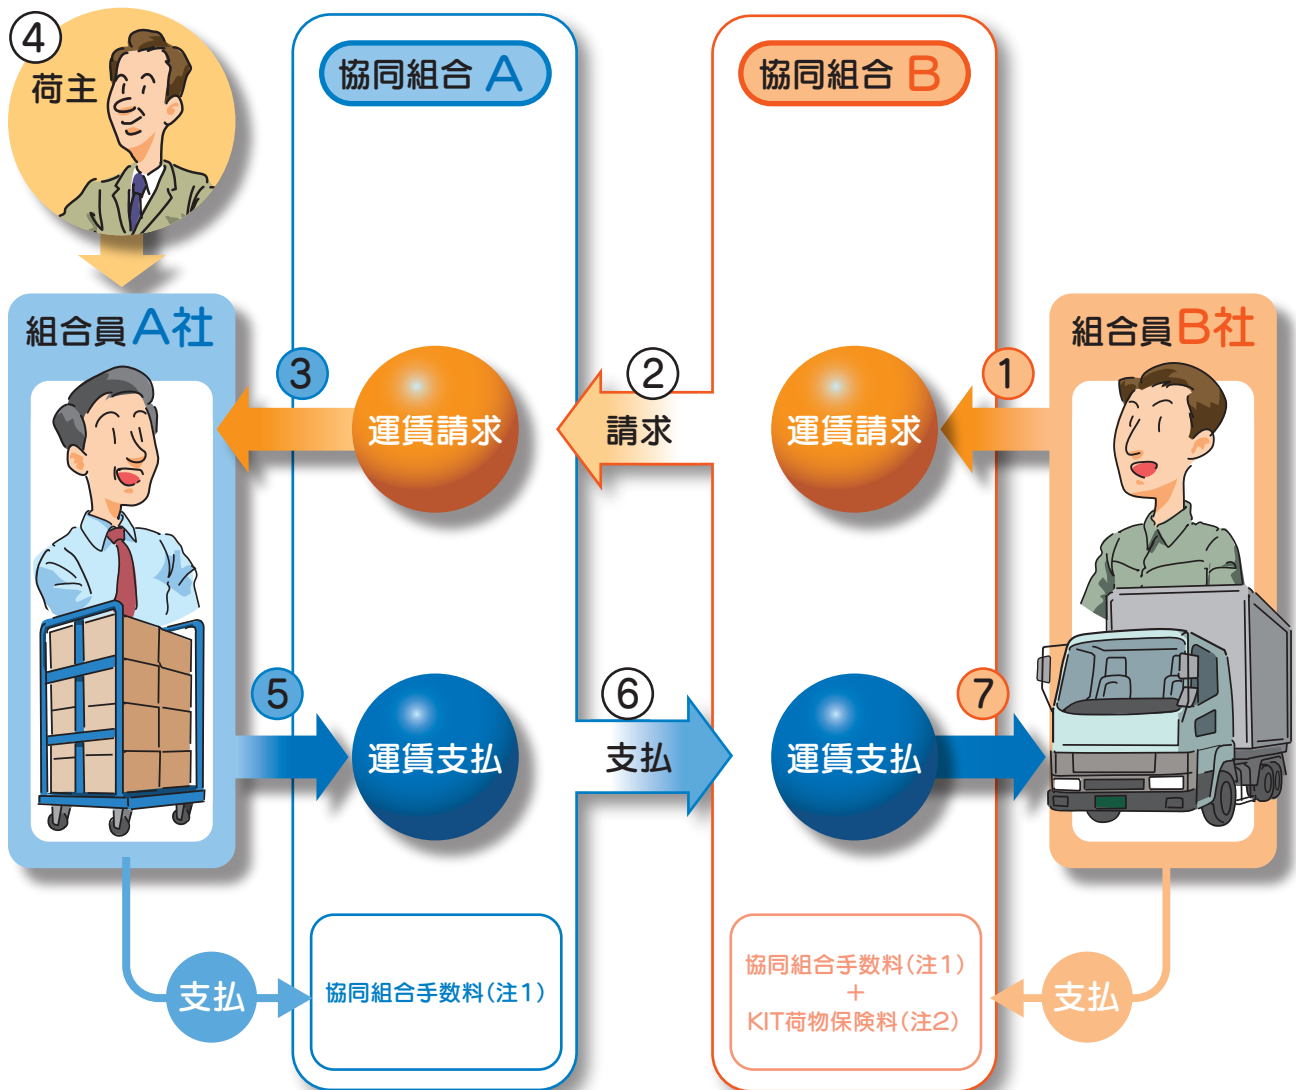 ④
荷主
協同組合 A
協同組合 B
組合員 A社
組合員 B社
③
②
①
運賃請求
請求
運賃請求
⑤
⑥
⑦
運賃支払
支払
運賃支払
協同組合手数料(注1)
+
KIT荷物保険料(注2)
支払
協同組合手数料(注1)
支払